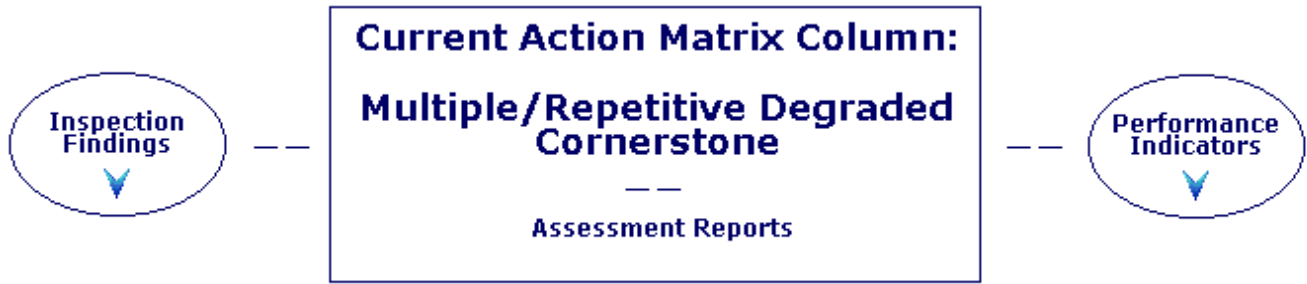 Current Action Matrix Column:
Multiple/Repetitive Degraded
Cornerstone
Assessment Reports
Inspection
Findings
Performance
Indicators